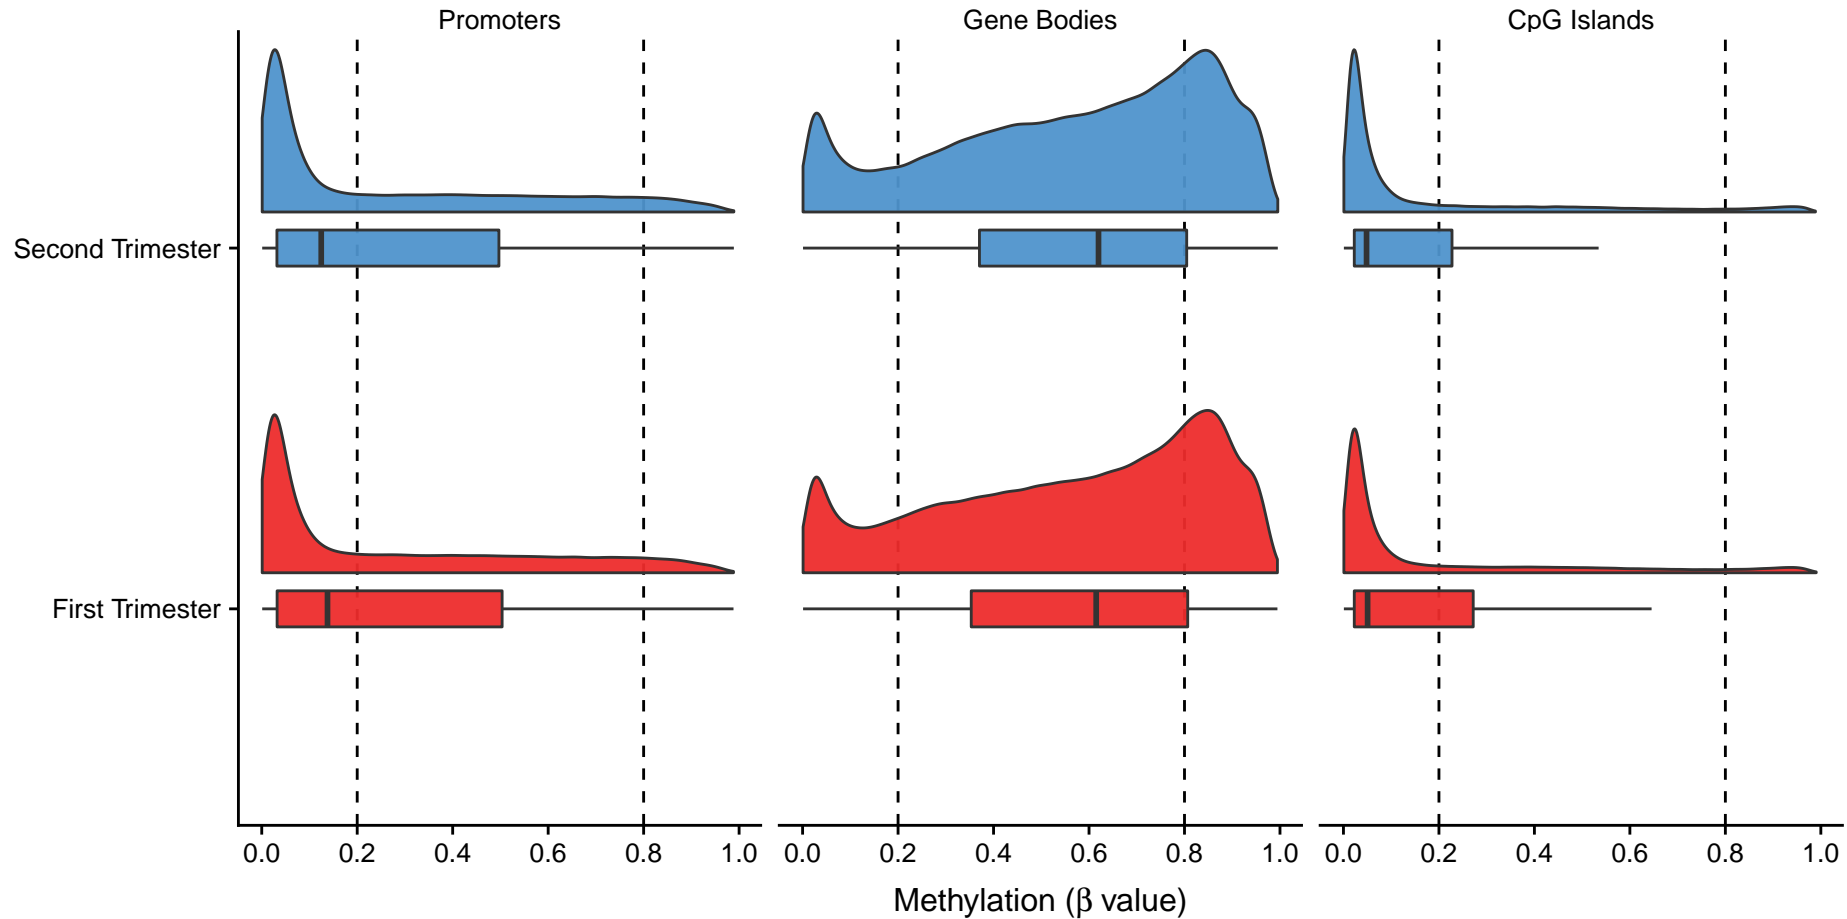 Promoters Gene Bodies CpG Islands
Second Trimester
First Trimester
0.0 0.2 0.4 0.6 0.8 1.0 0.0 0.2 0.4 0.6 0.8 1.0 0.0 0.2 0.4 0.6 0.8 1.0
Methylation (β value)